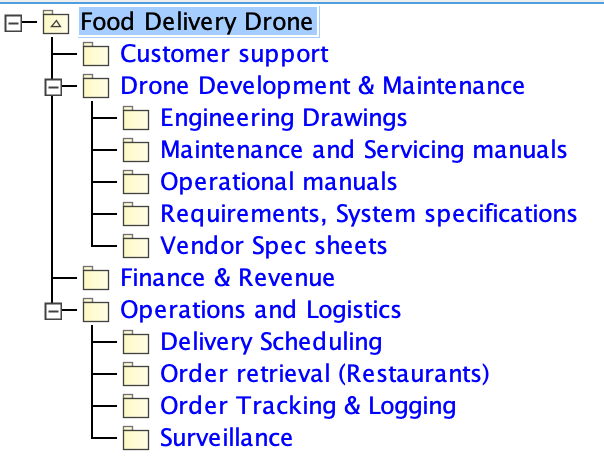 Food Delivery Drone
Customer support
Drone Development & Maintenance
Engineering Drawings
Maintenance and Servicing manuals
Operational manuals
Requirements, System specifications
Vendor Spec sheets
Finance & Revenue
Operations and Logistics
Delivery Scheduling
Order retrieval (Restaurants)
Order Tracking & Logging
Surveillance